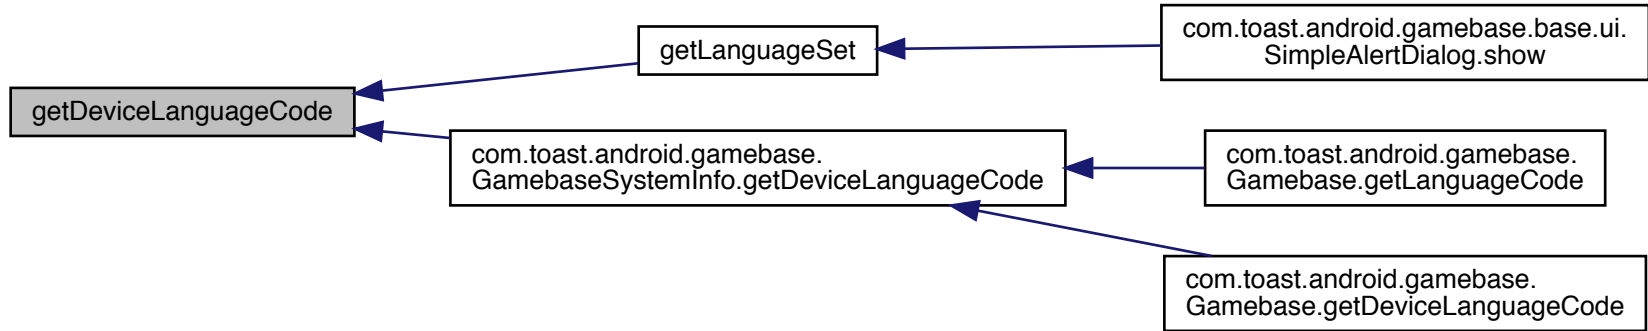 com.toast.android.gamebase.base.ui.
SimpleAlertDialog.show
getLanguageSet
getDeviceLanguageCode
com.toast.android.gamebase.
GamebaseSystemInfo.getDeviceLanguageCode
com.toast.android.gamebase.
Gamebase.getLanguageCode
com.toast.android.gamebase.
Gamebase.getDeviceLanguageCode